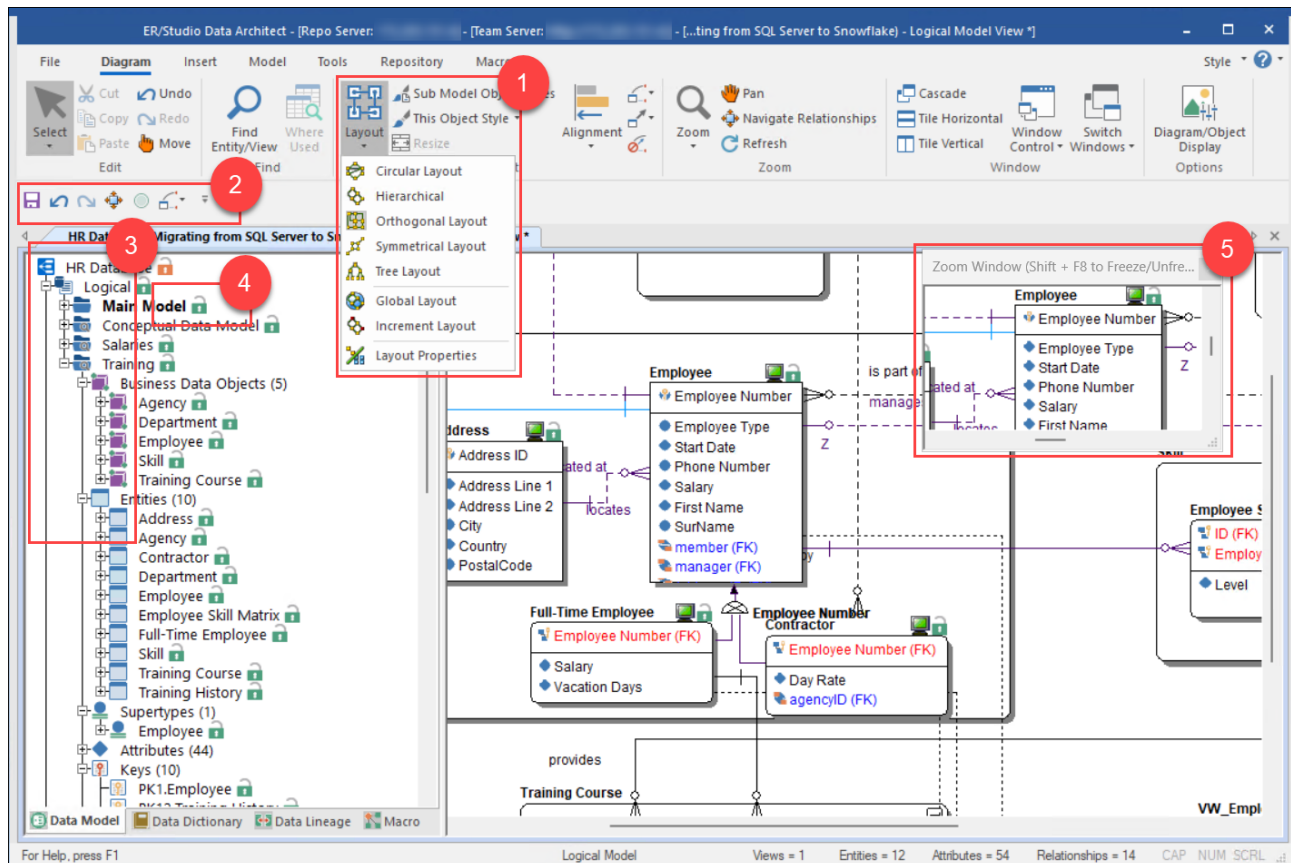 ER/Studio Data Architect - [Repo Server: - [Team Server: - [...ting from SQL Server to Snowflake) - Logical Model View *]
File Diagram Insert Model Tools Repository Style
Select
Cut
Copy
Paste
Undo
Redo
Move
Edit
Find
Entity/View
Where
Used
Find
Layout
Sub Model
This Object Style
Resize
1
Circular Layout
Hierarchical
Orthogonal Layout
Symmetrical Layout
Tree Layout
Global Layout
Increment Layout
Layout Properties
Alignment
Zoom
Pan
Navigate Relationships
Refresh
Zoom
Cascade
Tile Horizontal
Tile Vertical
Window
Control
Switch
Windows
Window
Diagram/Object
Display
Options
2
3
4
5
HR Migrating from SQL Server to
HR
Logical
Main Model
Conceptual Data Model
Salaries
Training
Business Data Objects (5)
Agency
Department
Employee
Skill
Training Course
Entities (10)
Address
Agency
Contractor
Department
Employee
Employee Skill Matrix
Full-Time Employee
Skill
Training Course
Training History
Supertypes (1)
Employee
Attributes (44)
Keys (10)
PK1.Employee
Data Model Data Dictionary Data Lineage Macro
Zoom Window (Shift + F8 to Freeze/Unfre...
Employee
Employee Number
Employee Type
Start Date
Phone Number
Salary
First Name
Z
Employee
Employee Number
Employee Type
Start Date
Phone Number
Salary
First Name
SurName
member (FK)
manager (FK)
is part of
Z
Address ID
Address Line 1
Address Line 2
City
Country
PostalCode
locates
Full-Time Employee
Employee Number (FK)
Salary
Vacation Days
Employee Number
Contractor
Employee Number (FK)
Day Rate
agencyID (FK)
Employee S
ID (FK)
Employ
Level
provides
Training Course
VW_Empl
For Help, press F1 Logical Model Views = 1 Entities = 12 Attributes = 54 Relationships = 14 CAP NUM SCRL